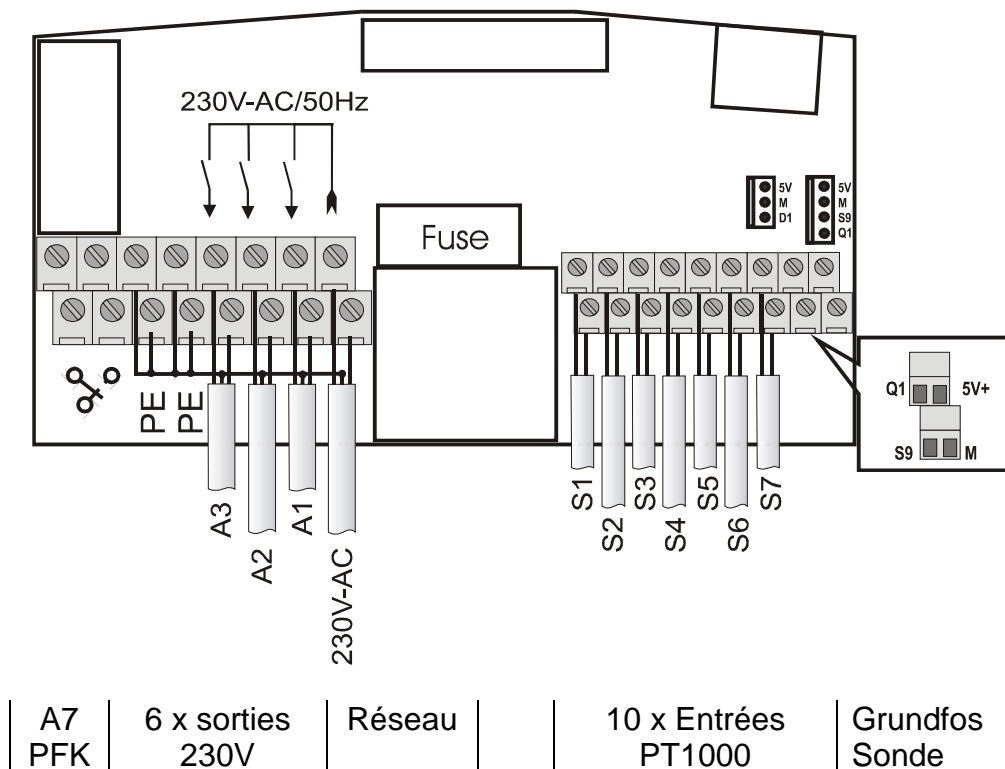 230V-AC/50Hz
5V
M
D1
5V
M
S9
Q1
Fuse
Q1
5V+
S9
M
PE
PE
A3
A2
A1
230V-AC
S1
S2
S3
S4
S5
S6
S7
A7 6 x sorties Réseau 10 x Entrées Grundfos
PFK 230V PT1000 Sonde